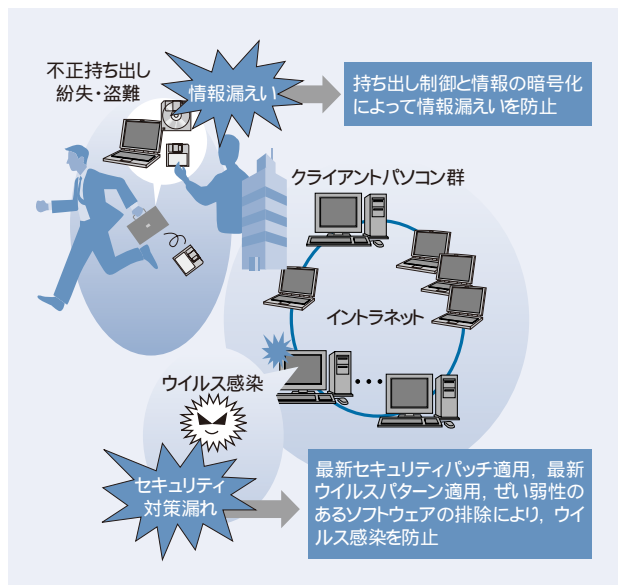 不正持ち出し
紛失・盗難
情報漏えい
持ち出し制御と情報の暗号化
によって情報漏えいを防止
クライアントパソコン群
イントラネット
ウイルス感染
セキュリティ
対策漏れ
最新セキュリティパッチ適用，最新
ウイルスパターン適用，ぜい弱性の
あるソフトウェアの排除により，ウイ
ルス感染を防止